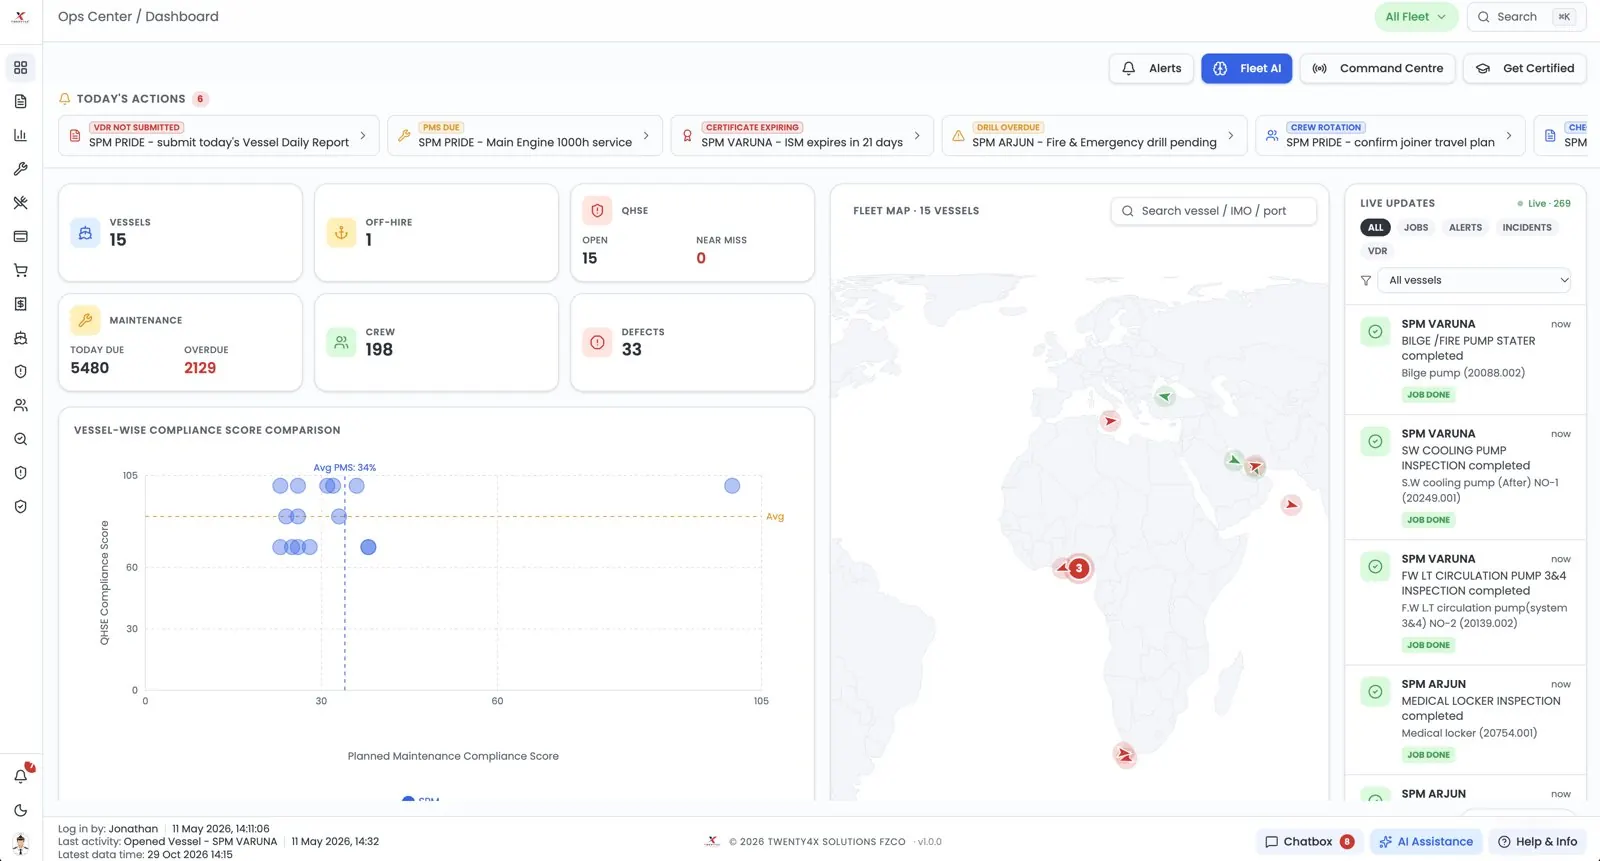 Ops Center / Dashboard
All Fleet
Search
⌘K
Alerts
Fleet AI
Command Centre
Get Certified
TODAY'S ACTIONS 6
VDR NOT SUBMITTED
SPM PRIDE - submit today's Vessel Daily Report
PMS DUE
SPM PRIDE - Main Engine 1000h service
CERTIFICATE EXPIRING
SPM VARUNA - ISM expires in 21 days
DRILL OVERDUE
SPM ARJUN - Fire & Emergency drill pending
CREW ROTATION
SPM PRIDE - confirm joiner travel plan
CHE
SPM
VESSELS
15
OFF-HIRE
1
QHSE
OPEN
15
NEAR MISS
0
MAINTENANCE
TODAY DUE
5480
OVERDUE
2129
CREW
198
DEFECTS
33
VESSEL-WISE COMPLIANCE SCORE COMPARISON
Avg PMS: 34%
105
Avg
60
30
0
QHSE Compliance Score
0
30
60
105
Planned Maintenance Compliance Score
SPM
FLEET MAP · 15 VESSELS
Search vessel / IMO / port
3
LIVE UPDATES
Live · 269
ALL
JOBS
ALERTS
INCIDENTS
VDR
All vessels
SPM VARUNA
now
BILGE /FIRE PUMP STATER
completed
Bilge pump (20088.002)
JOB DONE
SPM VARUNA
now
SW COOLING PUMP
INSPECTION completed
S.W cooling pump (After) NO-1
(20249.001)
JOB DONE
SPM VARUNA
now
FW LT CIRCULATION PUMP 3&4
INSPECTION completed
F.W L.T circulation pump(system
3&4) NO-2 (20139.002)
JOB DONE
SPM ARJUN
now
MEDICAL LOCKER INSPECTION
completed
Medical locker (20754.001)
JOB DONE
SPM ARJUN
now
Log in by: Jonathan | 11 May 2026, 14:11:06
Last activity: Opened Vessel - SPM VARUNA | 11 May 2026, 14:32
Latest data time: 29 Oct 2026 14:15
© 2026 TWENTY4X SOLUTIONS FZCO · v1.0.0
Chatbox 8
AI Assistance
Help & Info